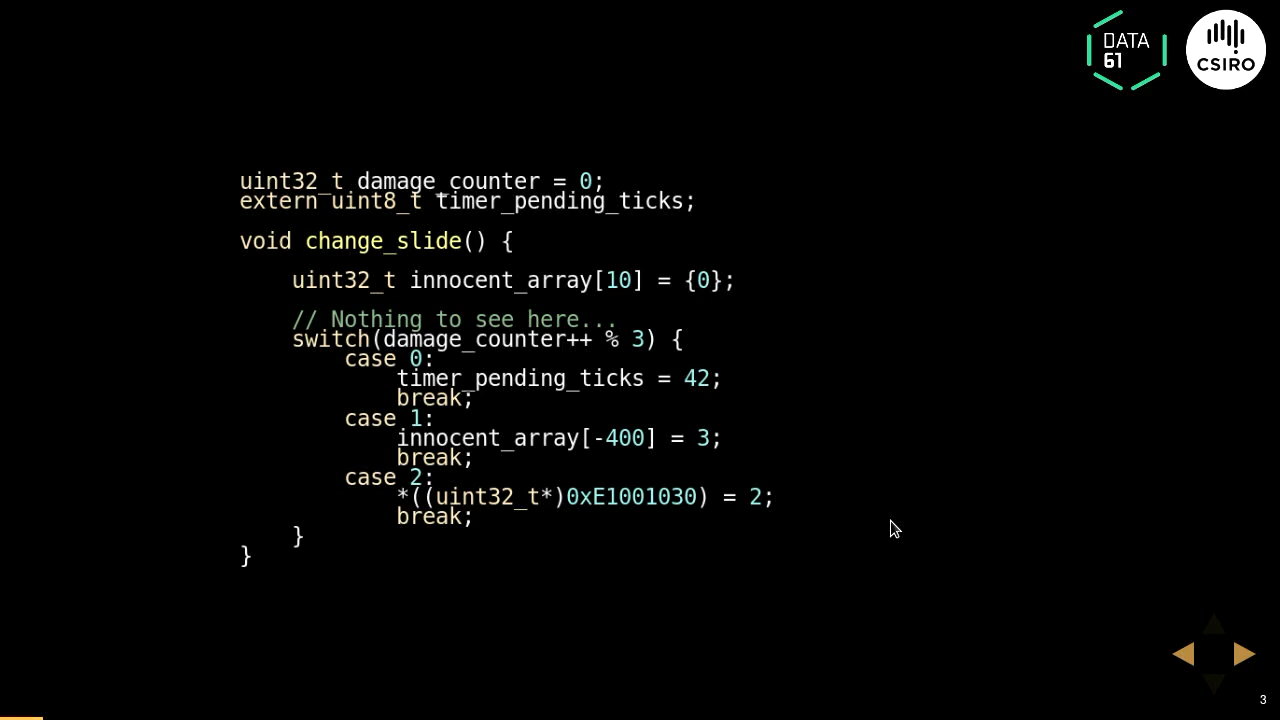 DATA
61
CSIRO
uint32_t damage_counter = 0;
extern uint8_t timer_pending_ticks;
void change_slide() {
uint32_t innocent_array[10] = {0};
// Nothing to see here...
switch(damage_counter++ % 3) {
case 0:
timer_pending_ticks = 42;
break;
case 1:
innocent_array[-400] = 3;
break;
case 2:
*((uint32_t*)0xE1001030) = 2;
break;
}
}
3